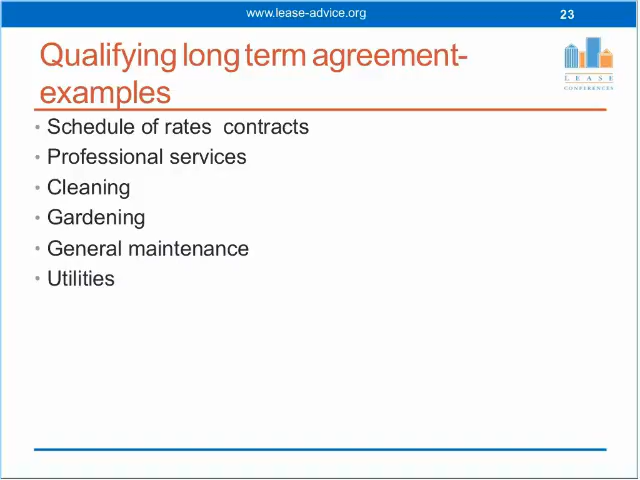 www.lease-advice.org
23
Qualifying long term agreement-
examples
LEASE
CONFERENCES
• Schedule of rates contracts
• Professional services
• Cleaning
• Gardening
• General maintenance
• Utilities